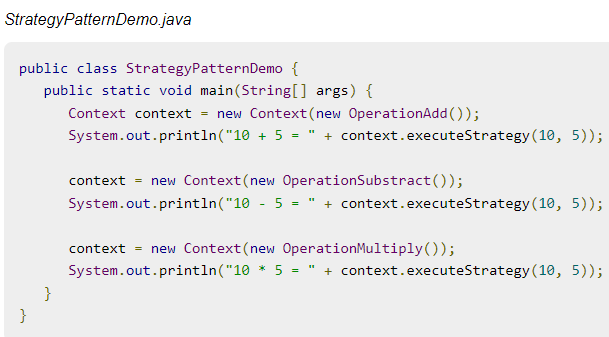 StrategyPatternDemo.java
public class StrategyPatternDemo {
   public static void main(String[] args) {
      Context context = new Context(new OperationAdd());
      System.out.println("10 + 5 = " + context.executeStrategy(10, 5));

      context = new Context(new OperationSubstract());
      System.out.println("10 - 5 = " + context.executeStrategy(10, 5));

      context = new Context(new OperationMultiply());
      System.out.println("10 * 5 = " + context.executeStrategy(10, 5));
   }
}